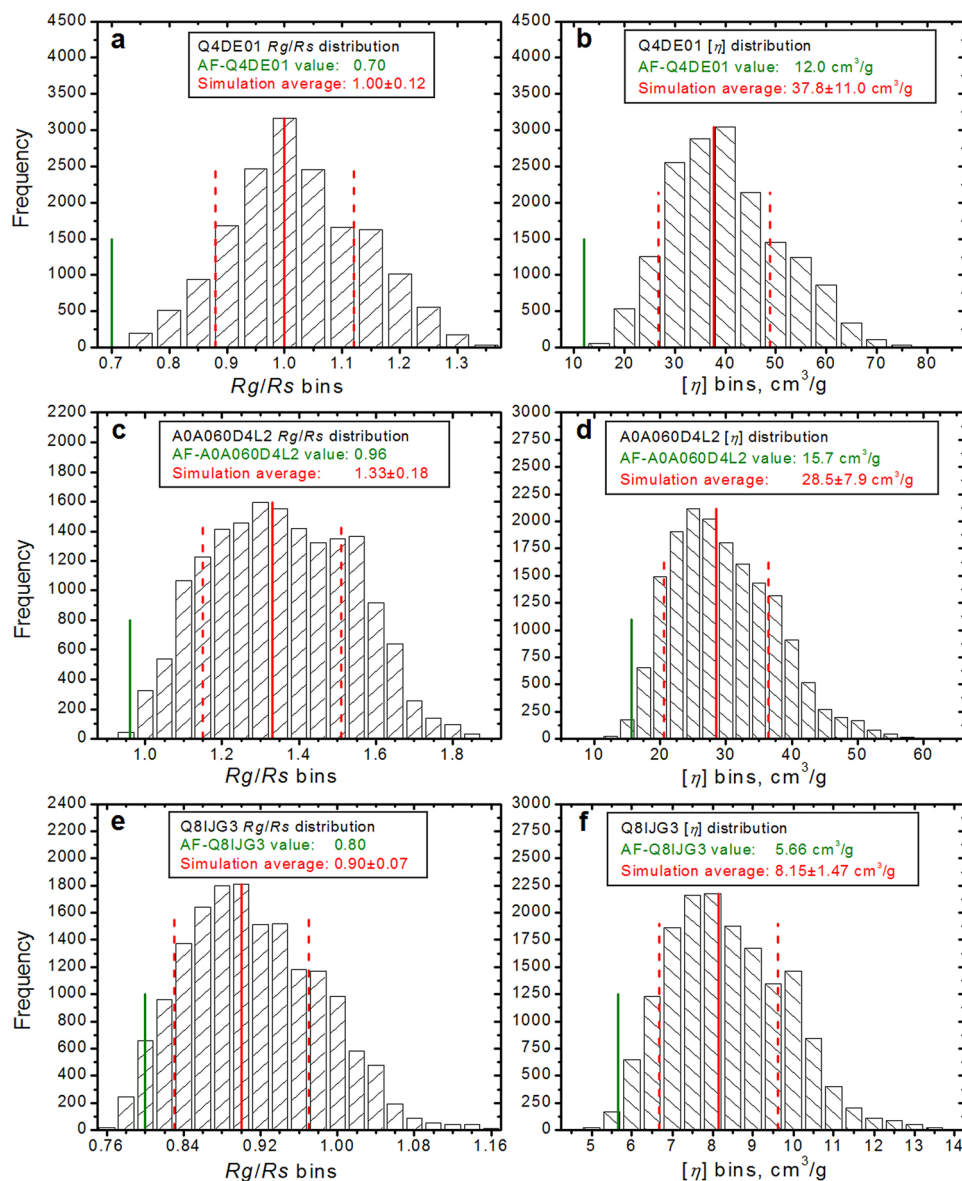 a
Q4DE01 Rg/Rs distribution
AF-Q4DE01 value: 0.70
Simulation average: 1.00±0.12
4500
4000
3500
3000
2500
2000
1500
1000
500
0
Frequency
0.7 0.8 0.9 1.0 1.1 1.2 1.3
Rg/Rs bins
b
Q4DE01 [η] distribution
AF-Q4DE01 value: 12.0 cm³/g
Simulation average: 37.8±11.0 cm³/g
4500
4000
3500
3000
2500
2000
1500
1000
500
0
10 20 30 40 50 60 70 80
[η] bins, cm³/g
c
A0A060D4L2 Rg/Rs distribution
AF-A0A060D4L2 value: 0.96
Simulation average: 1.33±0.18
2200
2000
1800
1600
1400
1200
1000
800
600
400
200
0
Frequency
1.0 1.2 1.4 1.6 1.8
Rg/Rs bins
d
A0A060D4L2 [η] distribution
AF-A0A060D4L2 value: 15.7 cm³/g
Simulation average: 28.5±7.9 cm³/g
3000
2750
2500
2250
2000
1750
1500
1250
1000
750
500
250
0
10 20 30 40 50 60
[η] bins, cm³/g
e
Q8IJG3 Rg/Rs distribution
AF-Q8IJG3 value: 0.80
Simulation average: 0.90±0.07
2400
2200
2000
1800
1600
1400
1200
1000
800
600
400
200
0
Frequency
0.76 0.84 0.92 1.00 1.08 1.16
Rg/Rs bins
f
Q8IJG3 [η] distribution
AF-Q8IJG3 value: 5.66 cm³/g
Simulation average: 8.15±1.47 cm³/g
3000
2750
2500
2250
2000
1750
1500
1250
1000
750
500
250
0
5 6 7 8 9 10 11 12 13 14
[η] bins, cm³/g